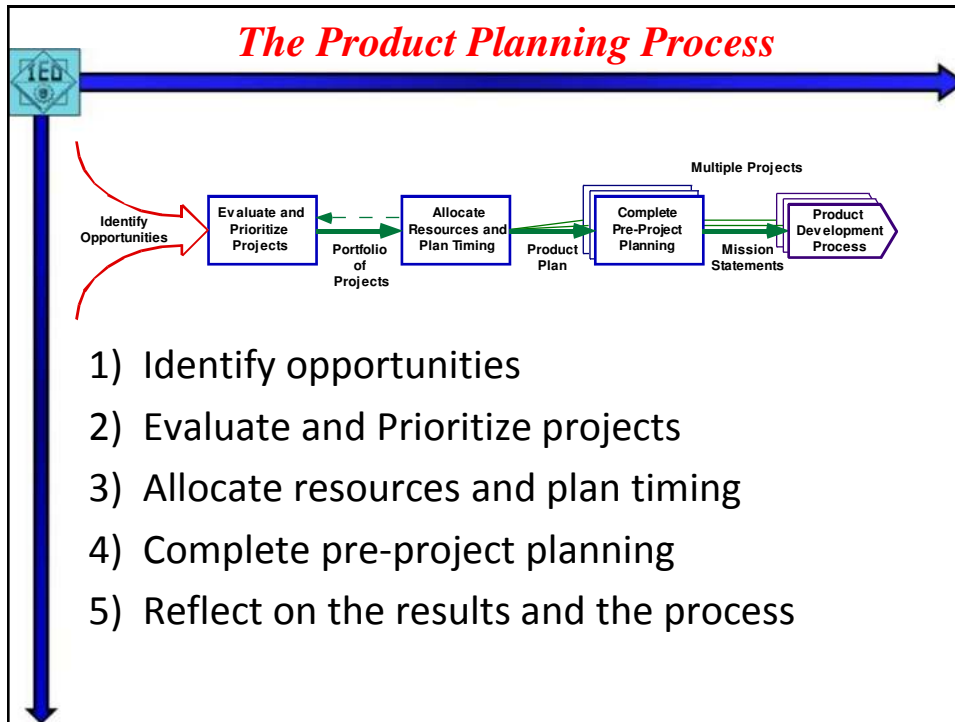 The Product Planning Process
IED
Multiple Projects
Identify
Opportunities
Evaluate and
Prioritize
Projects
Portfolio
of
Projects
Allocate
Resources and
Plan Timing
Product
Plan
Complete
Pre-Project
Planning
Mission
Statements
Product
Development
Process
1) Identify opportunities
2) Evaluate and Prioritize projects
3) Allocate resources and plan timing
4) Complete pre-project planning
5) Reflect on the results and the process